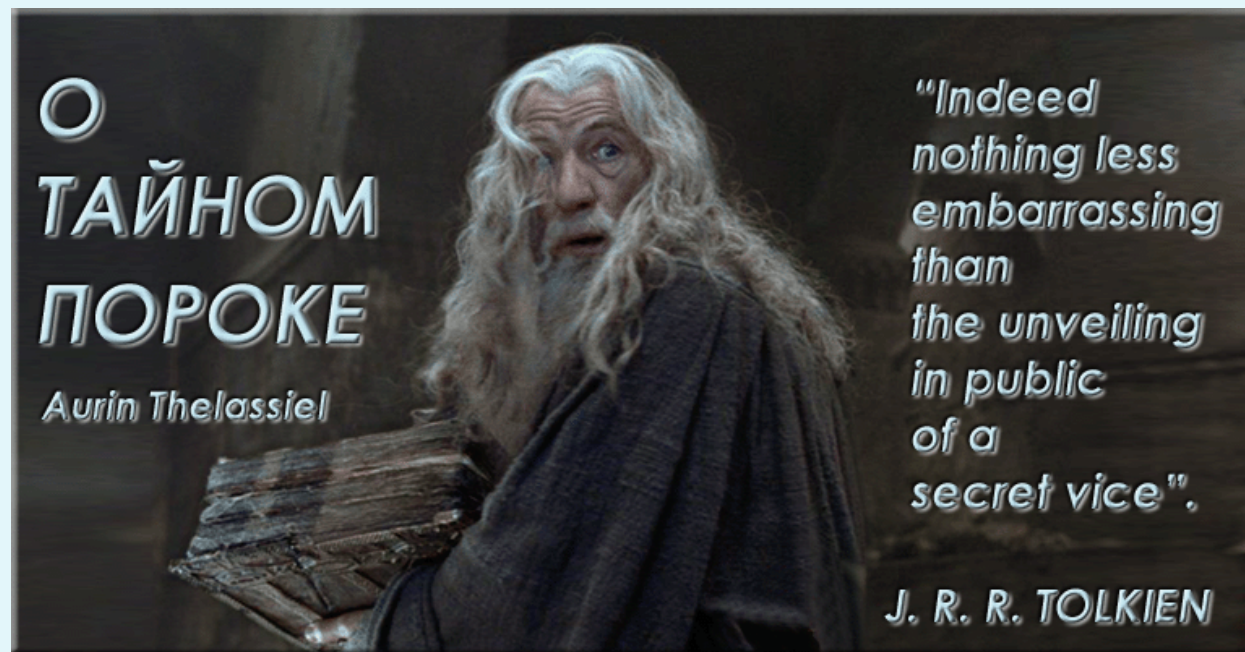 О
ТАЙНОМ
ПОРОКЕ
Aurin Thelassiel
“Indeed
nothing less
embarrassing
than
the unveiling
in public
of a
secret vice”.
J. R. R. TOLKIEN